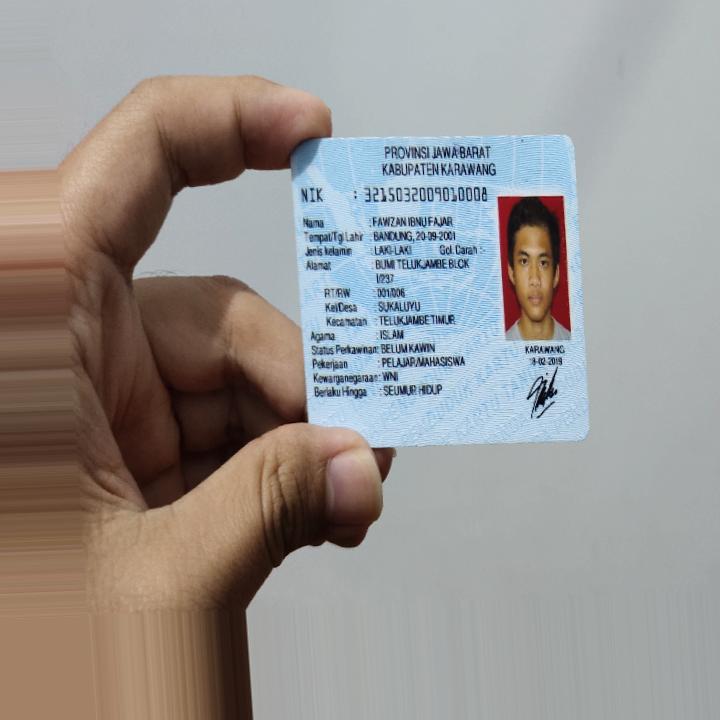 PROVINSI JAWA BARAT
KABUPATEN KARAWANG
NIK : 3215032009010008
Nama : FAWZAN IBNU FAJAR
Tempat/Tgl Lahir : BANDUNG, 20-09-2001
Jenis kelamin : LAKI-LAKI Gol. Darah : -
Alamat : BUMI TELUKJAMBE BLOK
I/237
RT/RW : 001/006
Kel/Desa : SUKALUYU
Kecamatan : TELUKJAMBE TIMUR
Agama : ISLAM
Status Perkawinan: BELUM KAWIN
Pekerjaan : PELAJAR/MAHASISWA
Kewarganegaraan: WNI
Berlaku Hingga : SEUMUR HIDUP
KARAWANG
18-02-2019